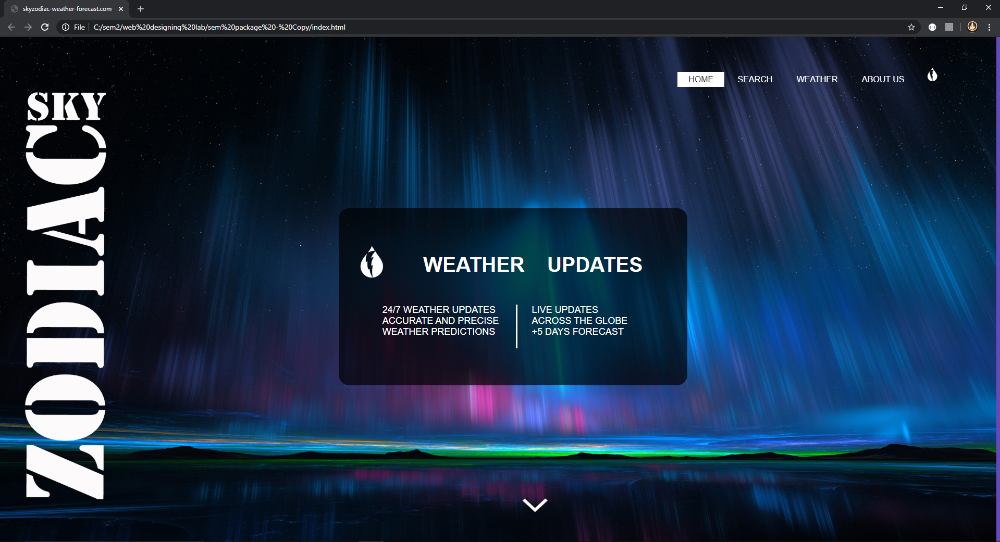 skyzodiac-weather-forecast.com
File C:/sem2/web%20designing%20lab/sem%20package%20-%20Copy/index.html
HOME SEARCH WEATHER ABOUT US
SKY
ZODIAC
WEATHER UPDATES
24/7 WEATHER UPDATES
ACCURATE AND PRECISE
WEATHER PREDICTIONS
LIVE UPDATES
ACROSS THE GLOBE
+5 DAYS FORECAST